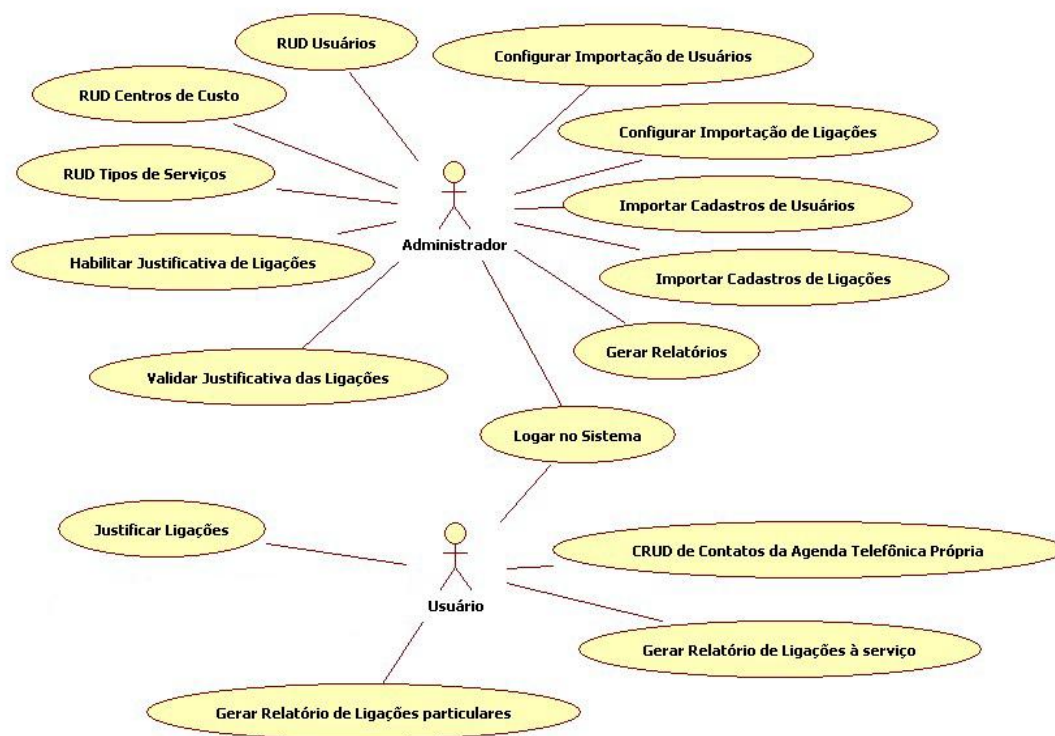 RUD Usuários
Configurar Importação de Usuários
RUD Centros de Custo
Configurar Importação de Ligações
RUD Tipos de Serviços
Importar Cadastros de Usuários
Administrador
Habilitar Justificativa de Ligações
Importar Cadastros de Ligações
Gerar Relatórios
Validar Justificativa das Ligações
Logar no Sistema
Justificar Ligações
CRUD de Contatos da Agenda Telefônica Própria
Usuário
Gerar Relatório de Ligações à serviço
Gerar Relatório de Ligações particulares